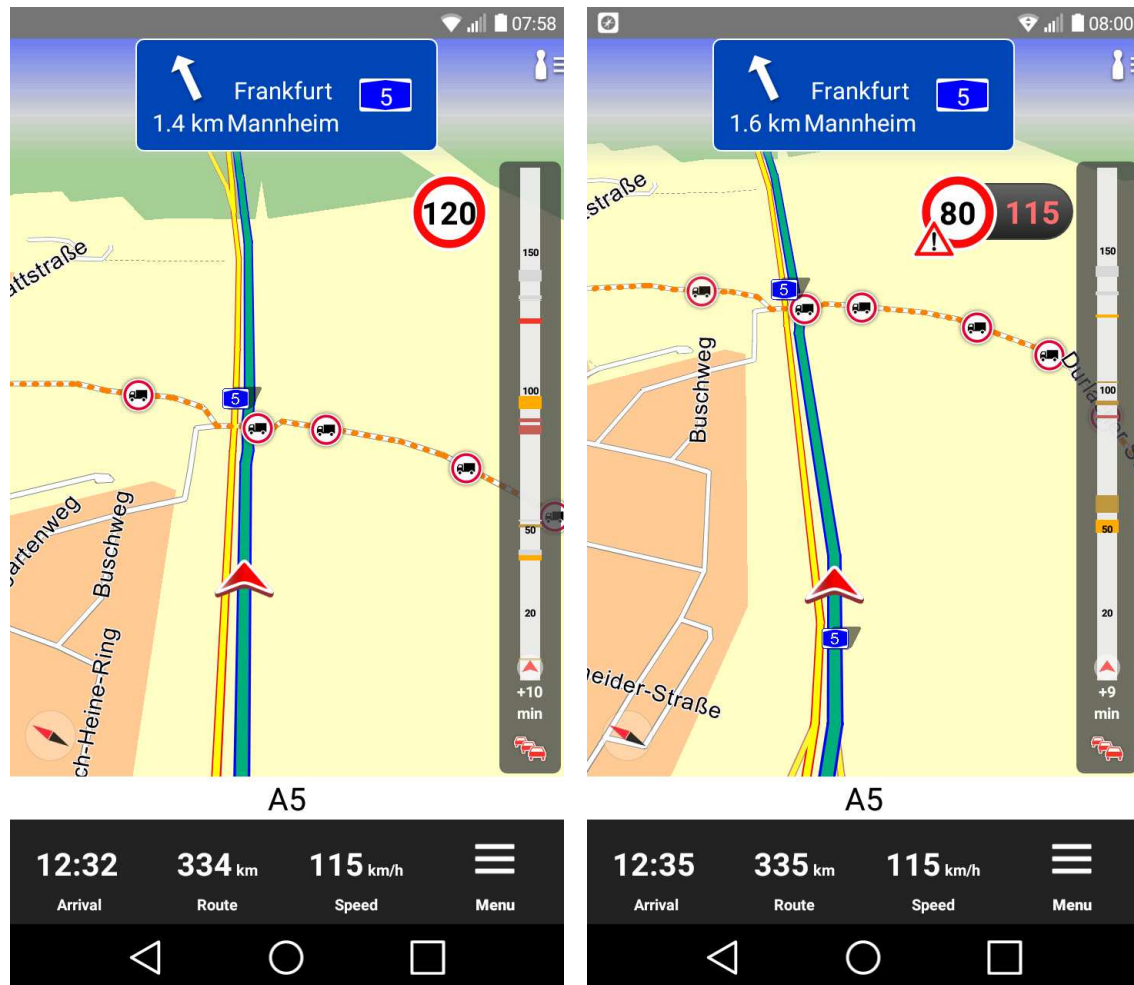 07:58
Frankfurt
5
1.4 km Mannheim
120
attstraße
150
100
5
Buschweg
50
artenweg
20
ch-Heine-Ring
+10
min
A5
12:32
334 km
115 km/h
Arrival
Route
Speed
Menu
08:00
Frankfurt
5
1.6 km Mannheim
80
115
straße
150
5
Buschweg
100
50
20
5
neider-Straße
+9
min
A5
12:35
335 km
115 km/h
Arrival
Route
Speed
Menu